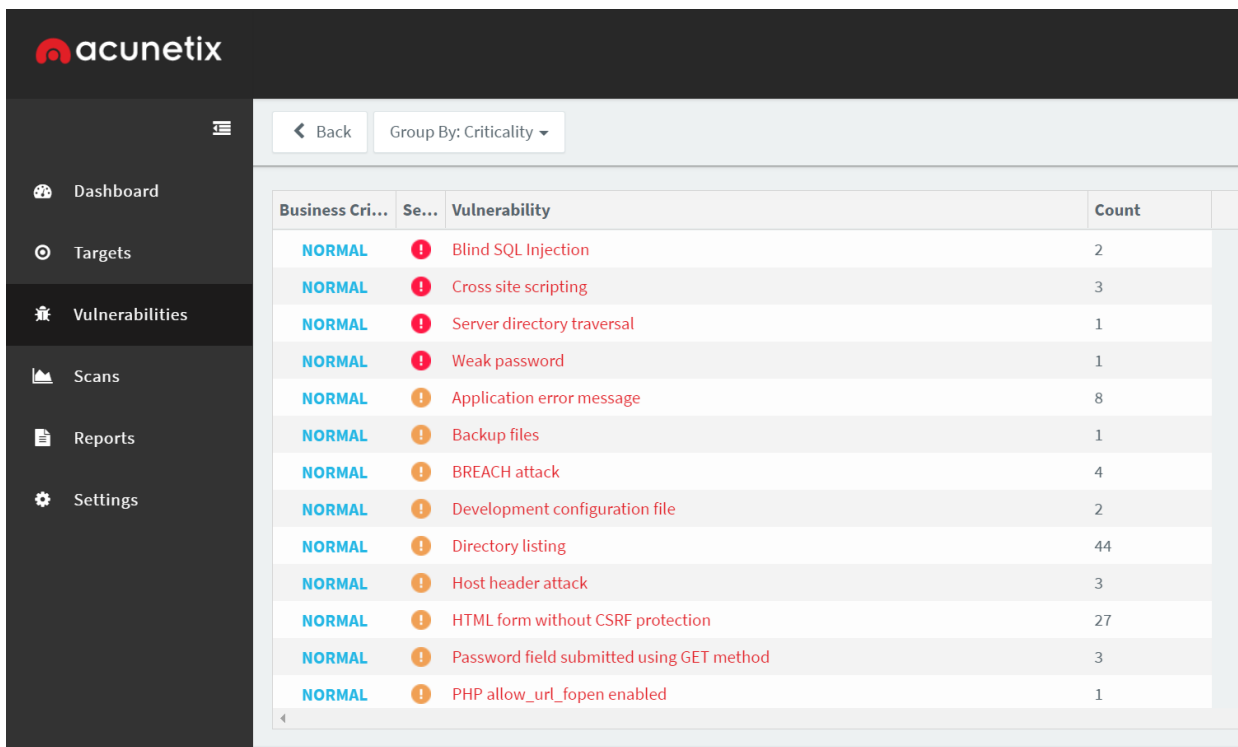 acunetix
Back
Group By: Criticality
Dashboard
Targets
Vulnerabilities
Scans
Reports
Settings
Business Cri... Se... Vulnerability Count
NORMAL Blind SQL Injection 2
NORMAL Cross site scripting 3
NORMAL Server directory traversal 1
NORMAL Weak password 1
NORMAL Application error message 8
NORMAL Backup files 1
NORMAL BREACH attack 4
NORMAL Development configuration file 2
NORMAL Directory listing 44
NORMAL Host header attack 3
NORMAL HTML form without CSRF protection 27
NORMAL Password field submitted using GET method 3
NORMAL PHP allow_url_fopen enabled 1